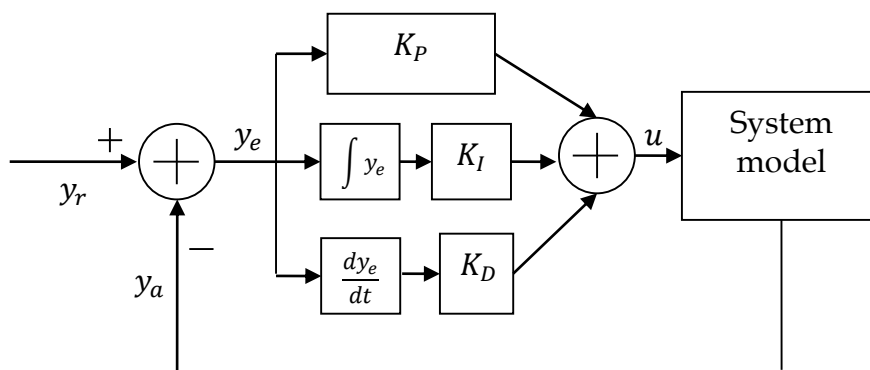 K_P
+
y_r
y_e
∫ y_e
K_I
u
System
model
−
y_a
dy_e
dt
K_D